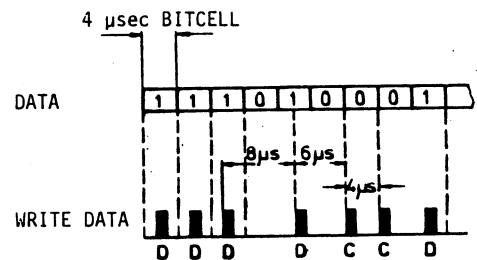 4 µsec BITCELL
DATA 1 1 1 0 1 0 0 0 1
8µs 6µs
4µs
WRITE DATA
D D D D C C D